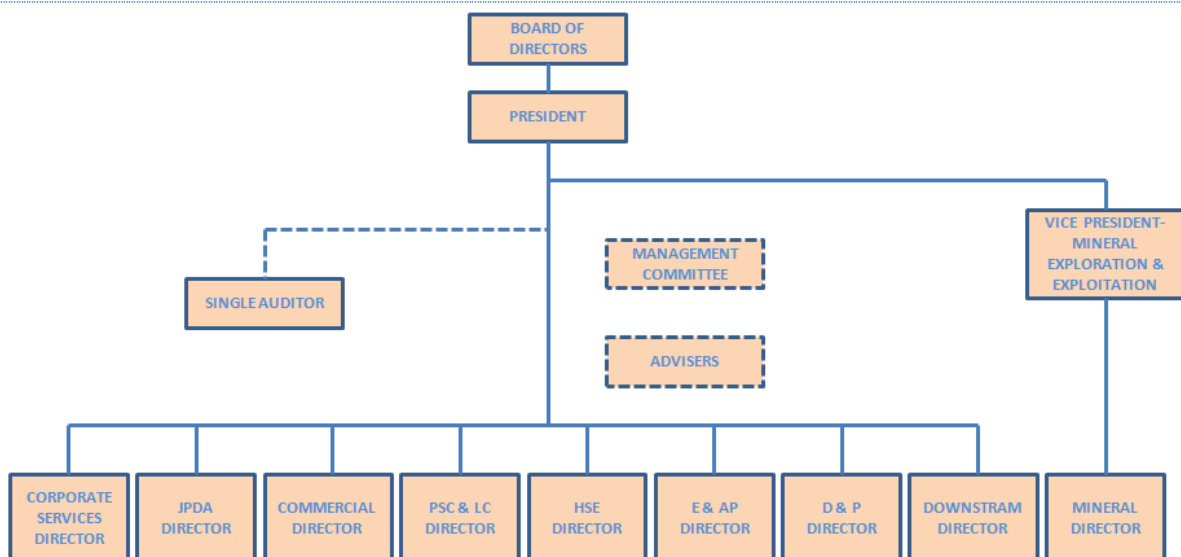 BOARD OF
DIRECTORS
PRESIDENT
VICE PRESIDENT-
MINERAL
EXPLORATION &
EXPLOITATION
MANAGEMENT
COMMITTEE
SINGLE AUDITOR
ADVISERS
CORPORATE
SERVICES
DIRECTOR
JPDA
DIRECTOR
COMMERCIAL
DIRECTOR
PSC & LC
DIRECTOR
HSE
DIRECTOR
E & AP
DIRECTOR
D & P
DIRECTOR
DOWNSTRAM
DIRECTOR
MINERAL
DIRECTOR